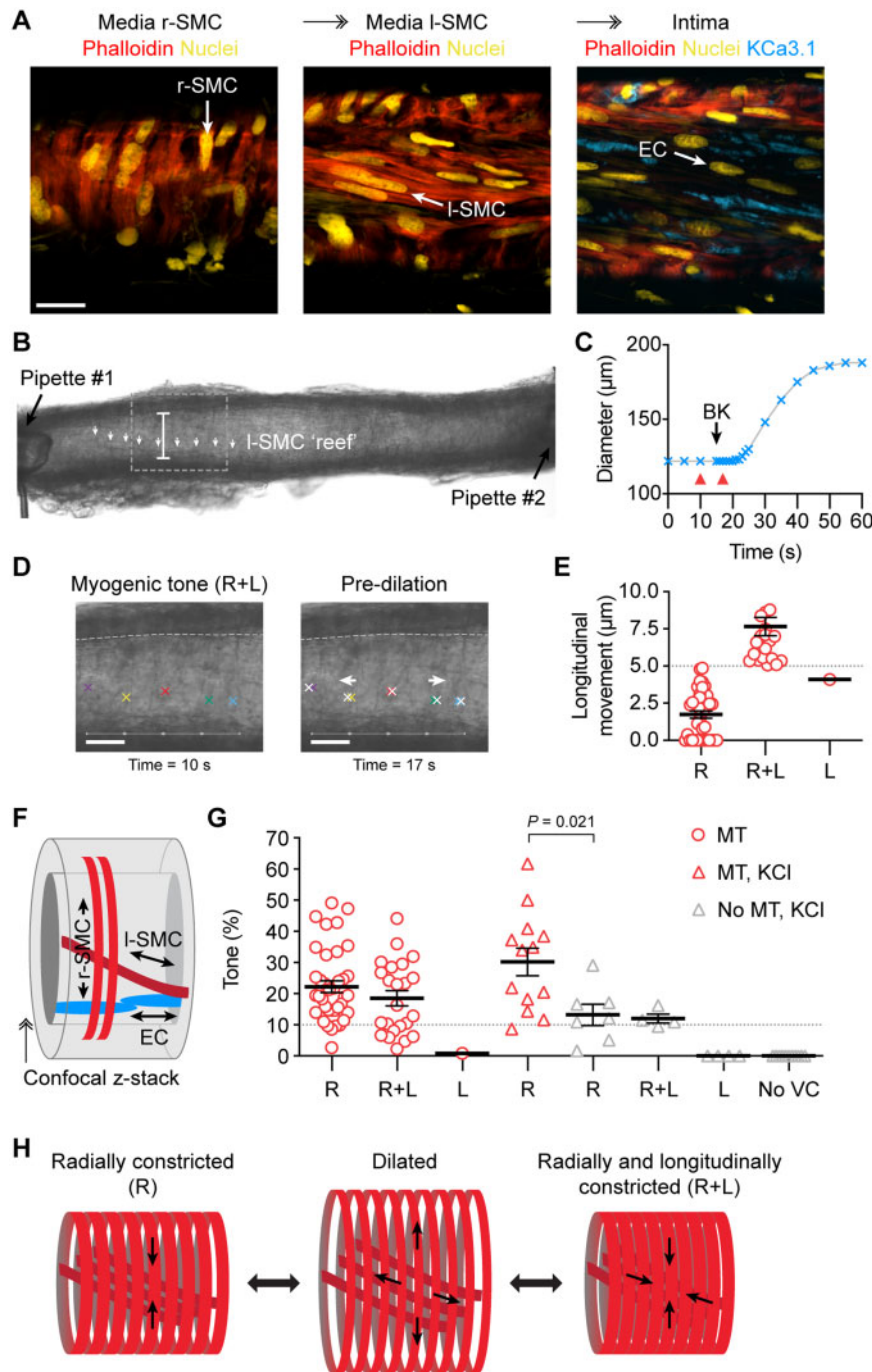 A
Media r-SMC
Media l-SMC
Intima
Phalloidin Nuclei
Phalloidin Nuclei
Phalloidin Nuclei KCa3.1
r-SMC
l-SMC
EC
B
Pipette #1
l-SMC 'reef'
Pipette #2
C
Diameter (µm)
200
150
100
BK
0 10 20 30 40 50 60
Time (s)
D
Myogenic tone (R+L)
Pre-dilation
Time = 10 s
Time = 17 s
E
Longitudinal
movement (µm)
10.0
7.5
5.0
2.5
0.0
R
R+L
L
F
r-SMC
l-SMC
EC
Confocal z-stack
G
Tone (%)
70
60
50
40
30
20
10
0
P = 0.021
MT
MT, KCl
No MT, KCl
R
R+L
L
R
R
R+L
L
No VC
H
Radially constricted
(R)
Dilated
Radially and longitudinally
constricted (R+L)